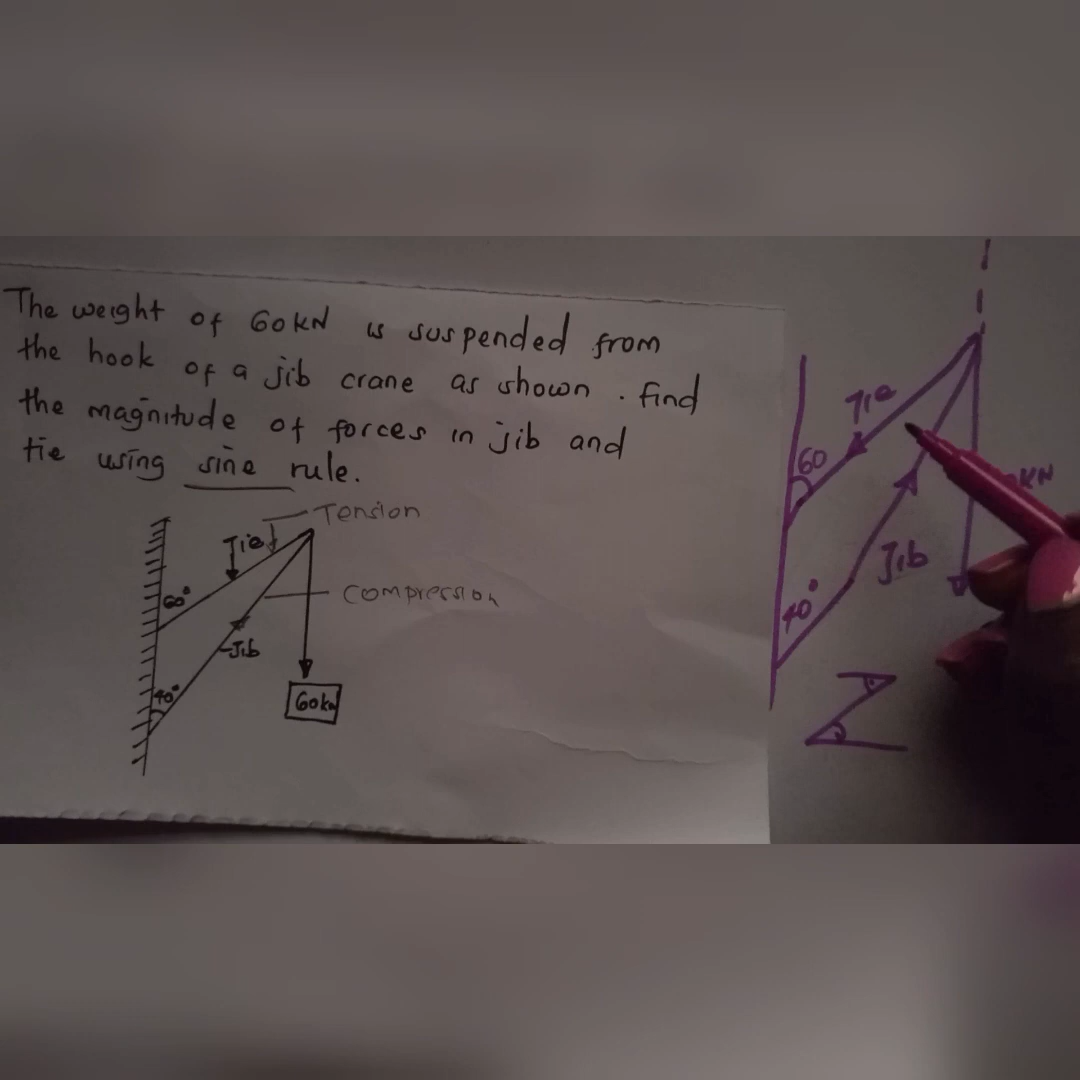 The weight of 60kN is suspended from
the hook of a jib crane as shown. Find
the magnitude of forces in jib and
tie using sine rule.
Tension
Tie
60°
compression
Jib
40°
60kN
Tie
60
kN
Jib
40°